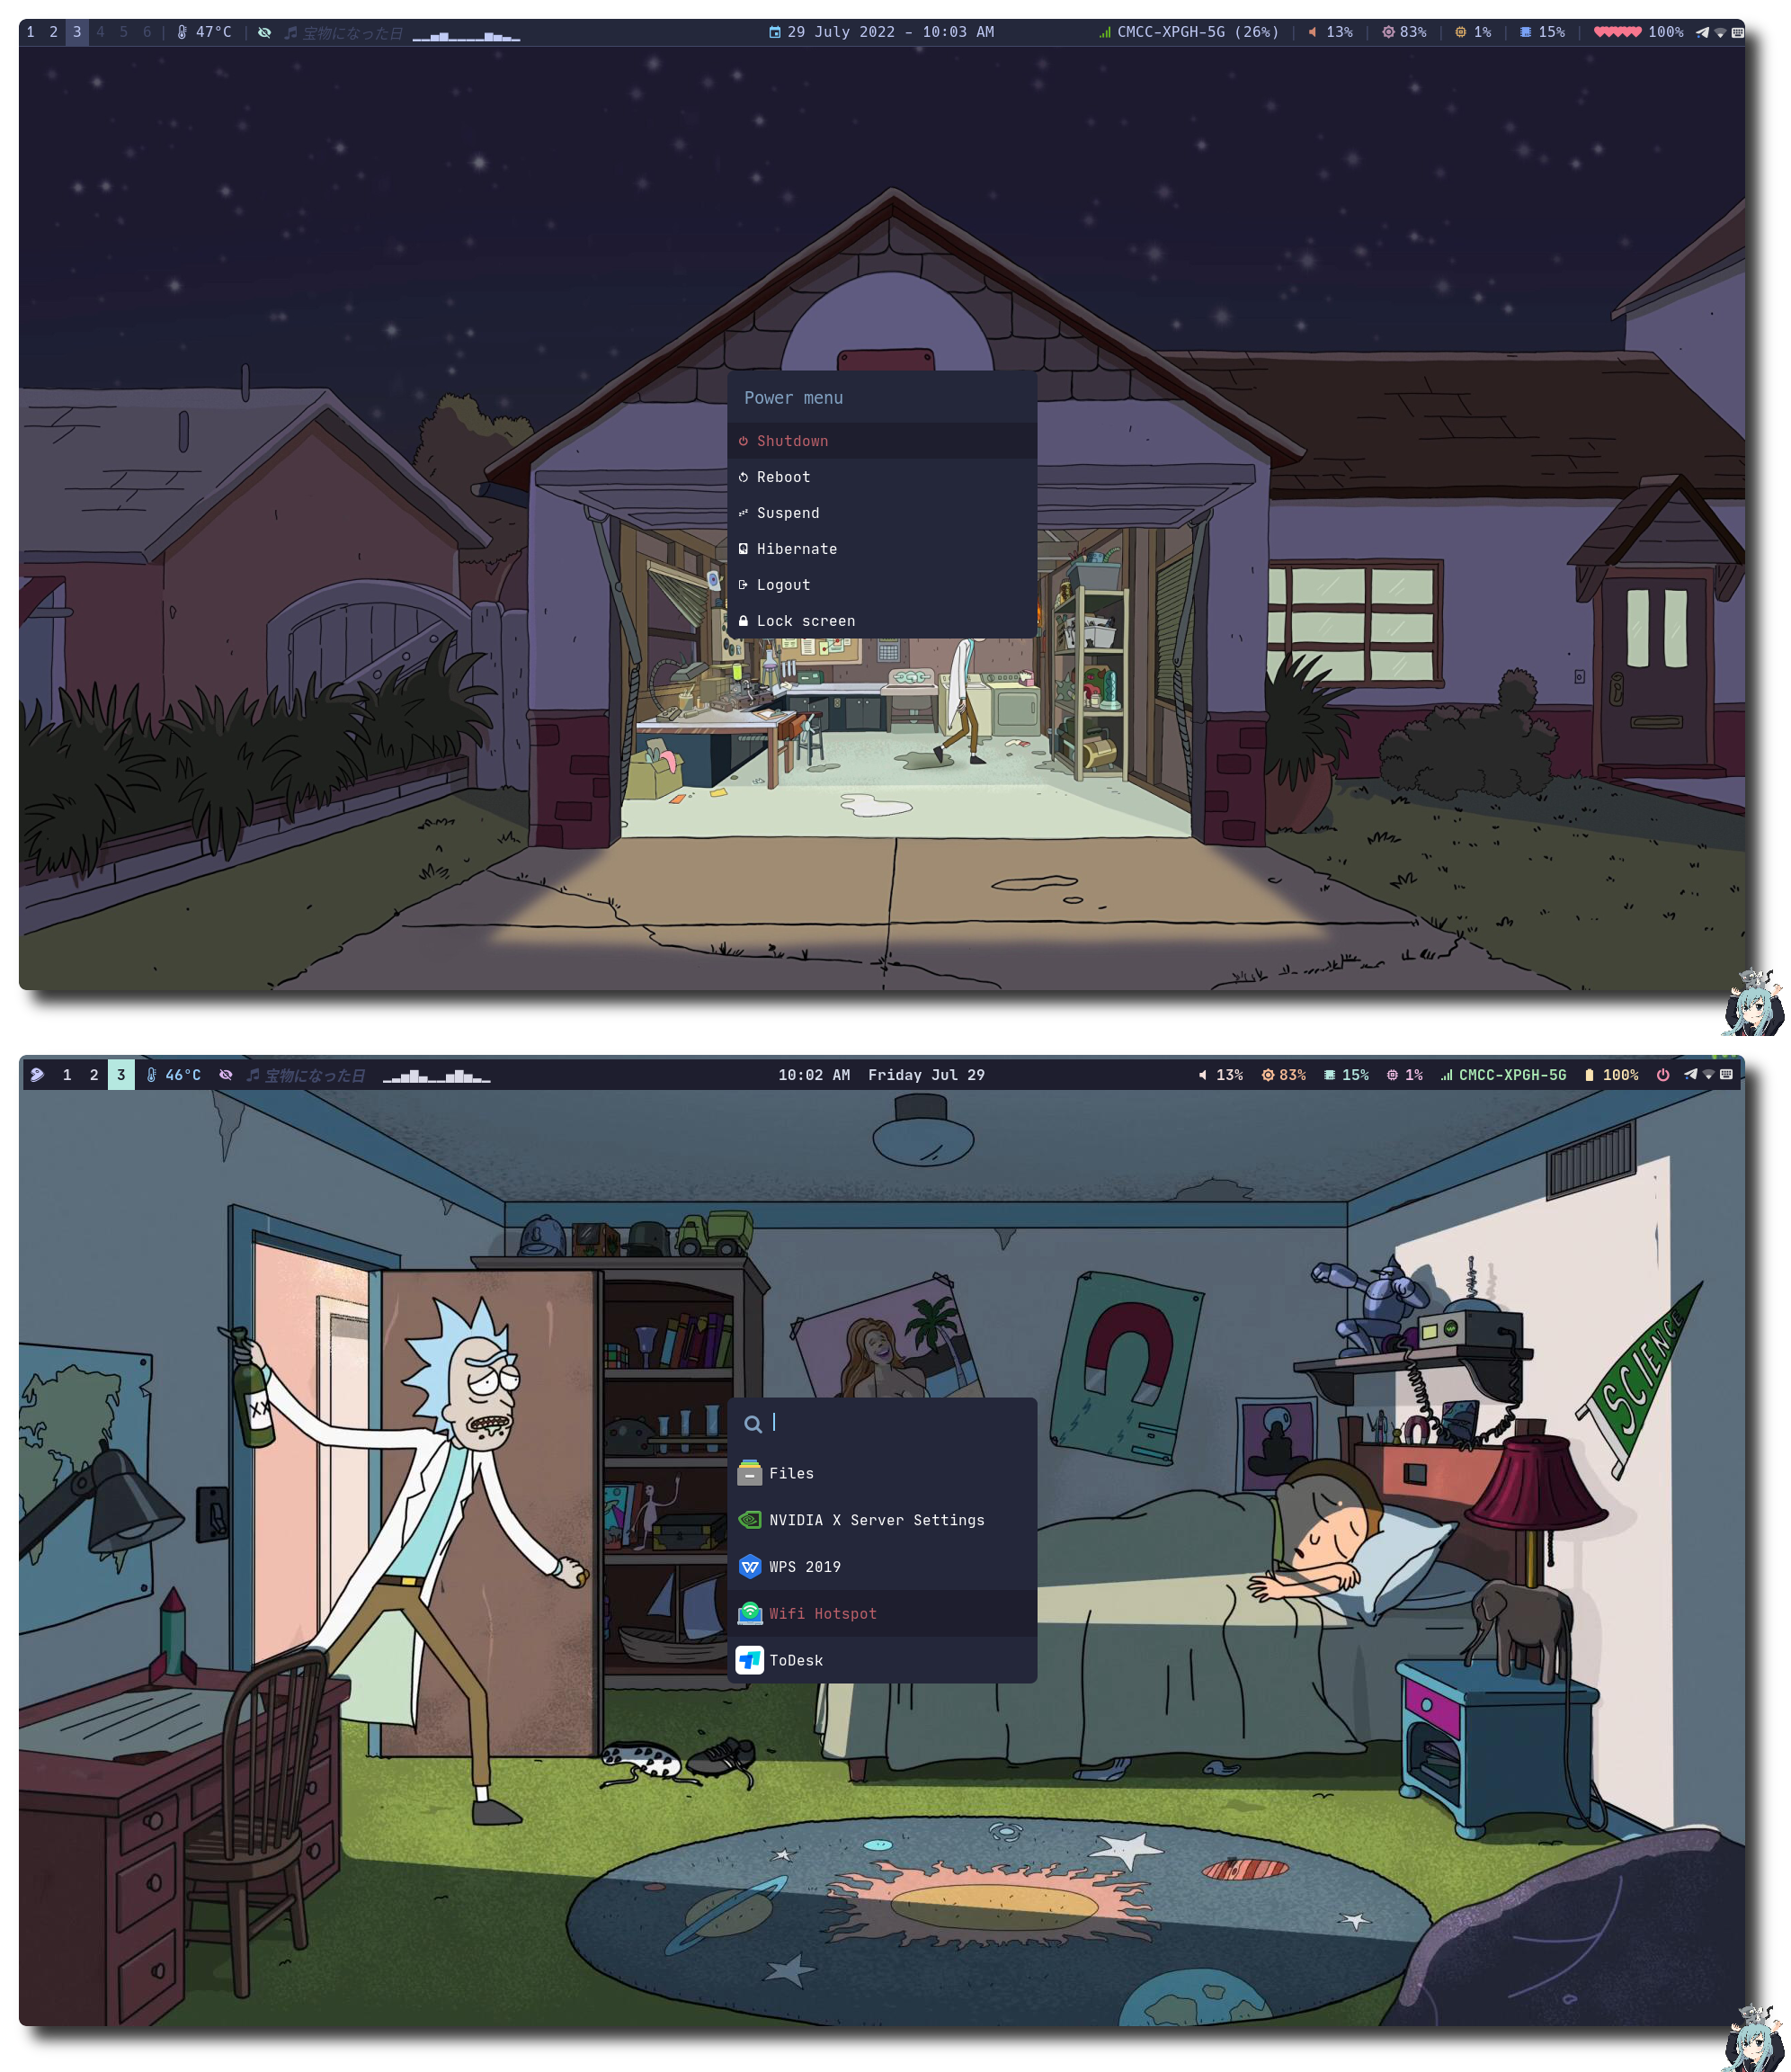 1 2 3 4 5 6 | 47°C | 宝物になった日
29 July 2022 - 10:03 AM
CMCC-XPGH-5G (26%) | 13% | 83% | 1% | 15% | 100%
Power menu
Shutdown
Reboot
Suspend
Hibernate
Logout
Lock screen
1 2 3 46°C 宝物になった日
10:02 AM Friday Jul 29
13% 83% 15% 1% CMCC-XPGH-5G 100%
SCIENCE
XX
Files
NVIDIA X Server Settings
WPS 2019
Wifi Hotspot
ToDesk